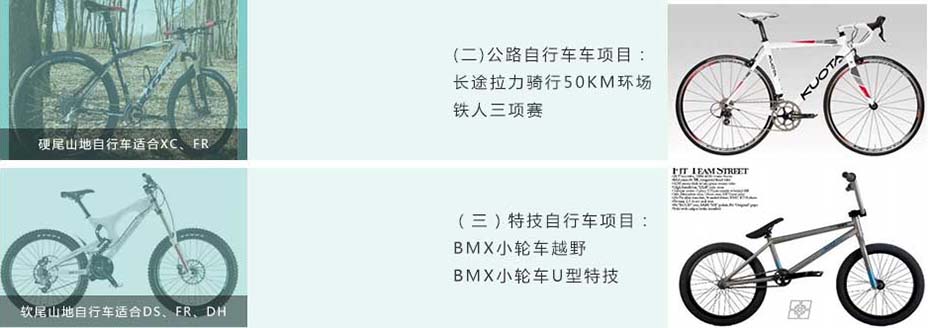 硬尾山地自行车适合XC、FR
(二)公路自行车车项目：
长途拉力骑行50KM环场
铁人三项赛
KUOTA
软尾山地自行车适合DS、FR、DH
（三）特技自行车项目：
BMX小轮车越野
BMX小轮车U型特技
FIT TEAM STREET